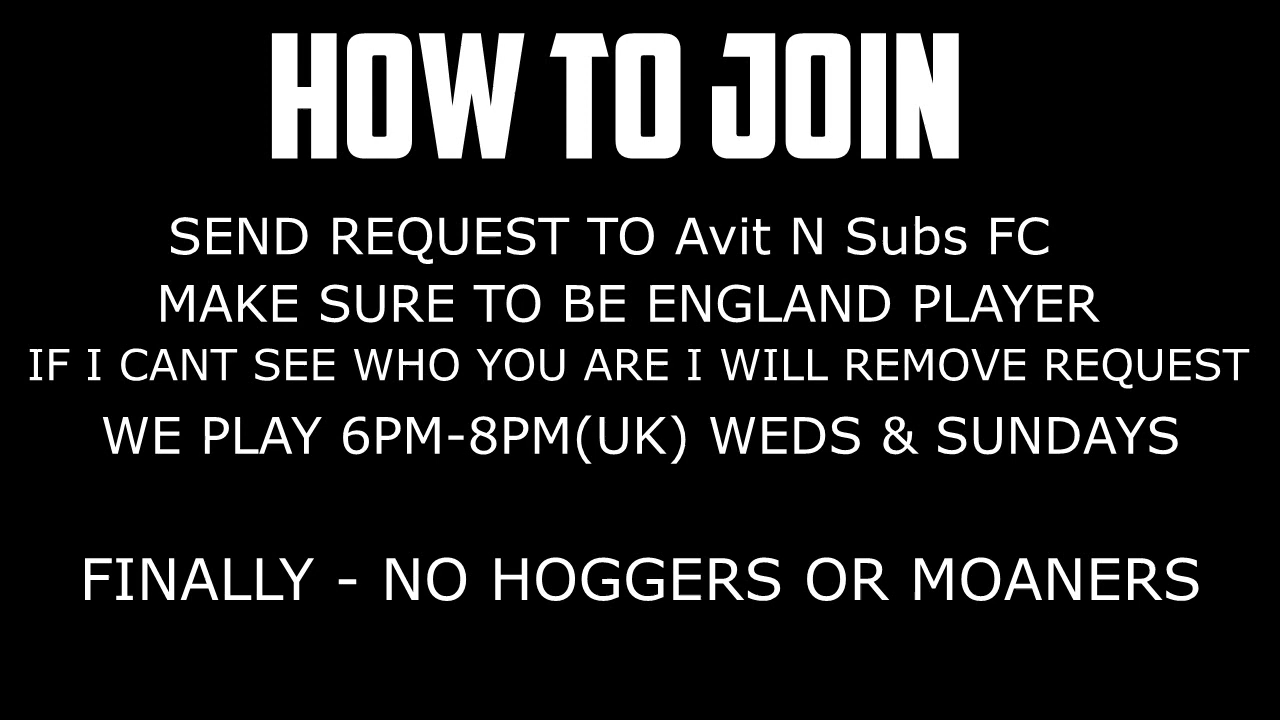 HOW TO JOIN
SEND REQUEST TO Avit N Subs FC
MAKE SURE TO BE ENGLAND PLAYER
IF I CANT SEE WHO YOU ARE I WILL REMOVE REQUEST
WE PLAY 6PM-8PM(UK) WEDS & SUNDAYS
FINALLY - NO HOGGERS OR MOANERS